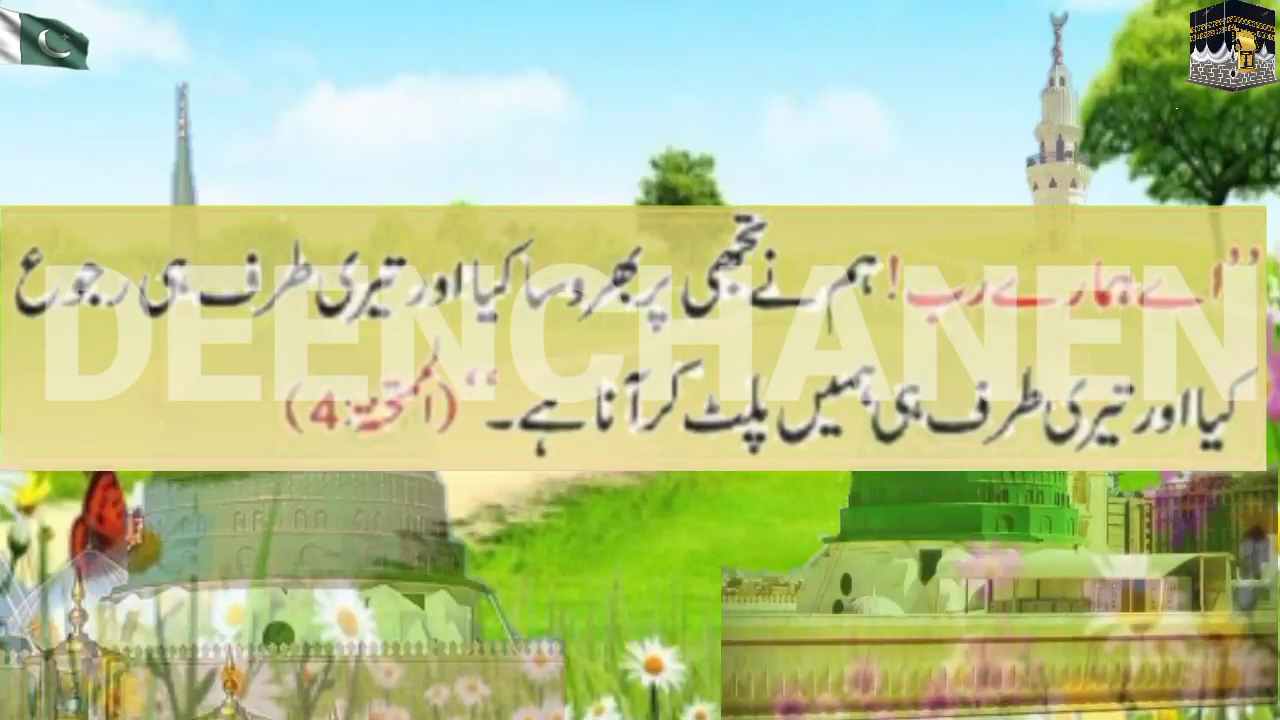 ”اے ہمارے رب! ہم نے تجھی پر بھروسا کیا اور تیری طرف ہی رجوع
کیا اور تیری طرف ہی ہمیں پلٹ کر آنا ہے۔“ (الممتحنہ:4)
DEENCHANEN